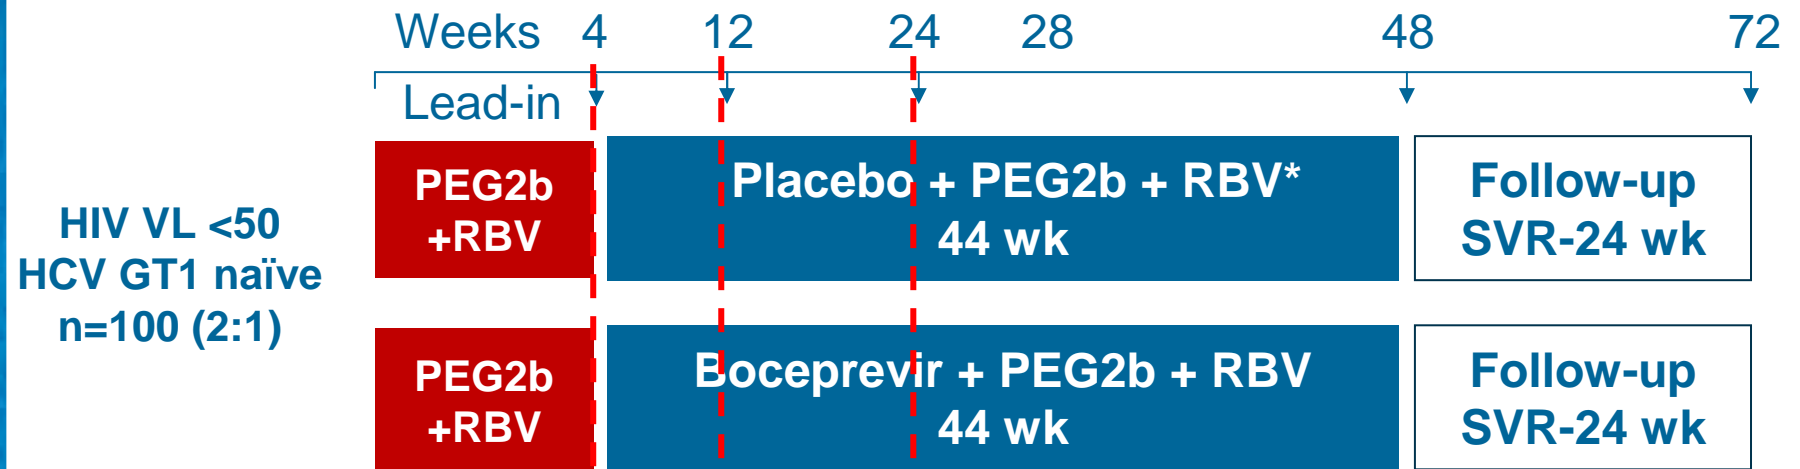 Weeks 4 12 24 28 48 72
Lead-in
HIV VL <50
HCV GT1 naïve
n=100 (2:1)
PEG2b
+RBV
Placebo + PEG2b + RBV*
44 wk
Follow-up
SVR-24 wk
PEG2b
+RBV
Boceprevir + PEG2b + RBV
44 wk
Follow-up
SVR-24 wk